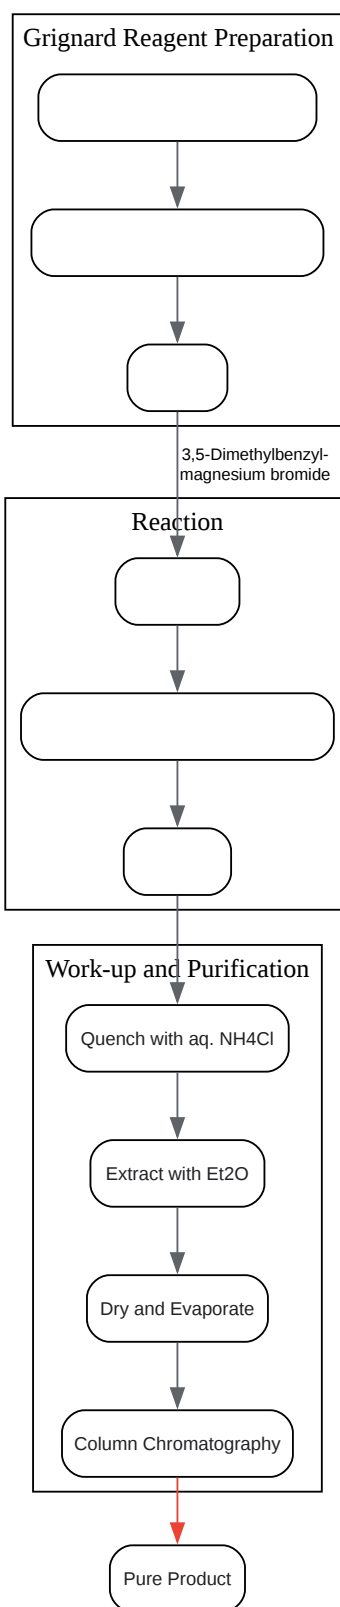 Grignard Reagent Preparation
3,5-Dimethylbenzyl-
magnesium bromide
Reaction
Work-up and Purification
Quench with aq. NH4Cl
Extract with Et2O
Dry and Evaporate
Column Chromatography
Pure Product